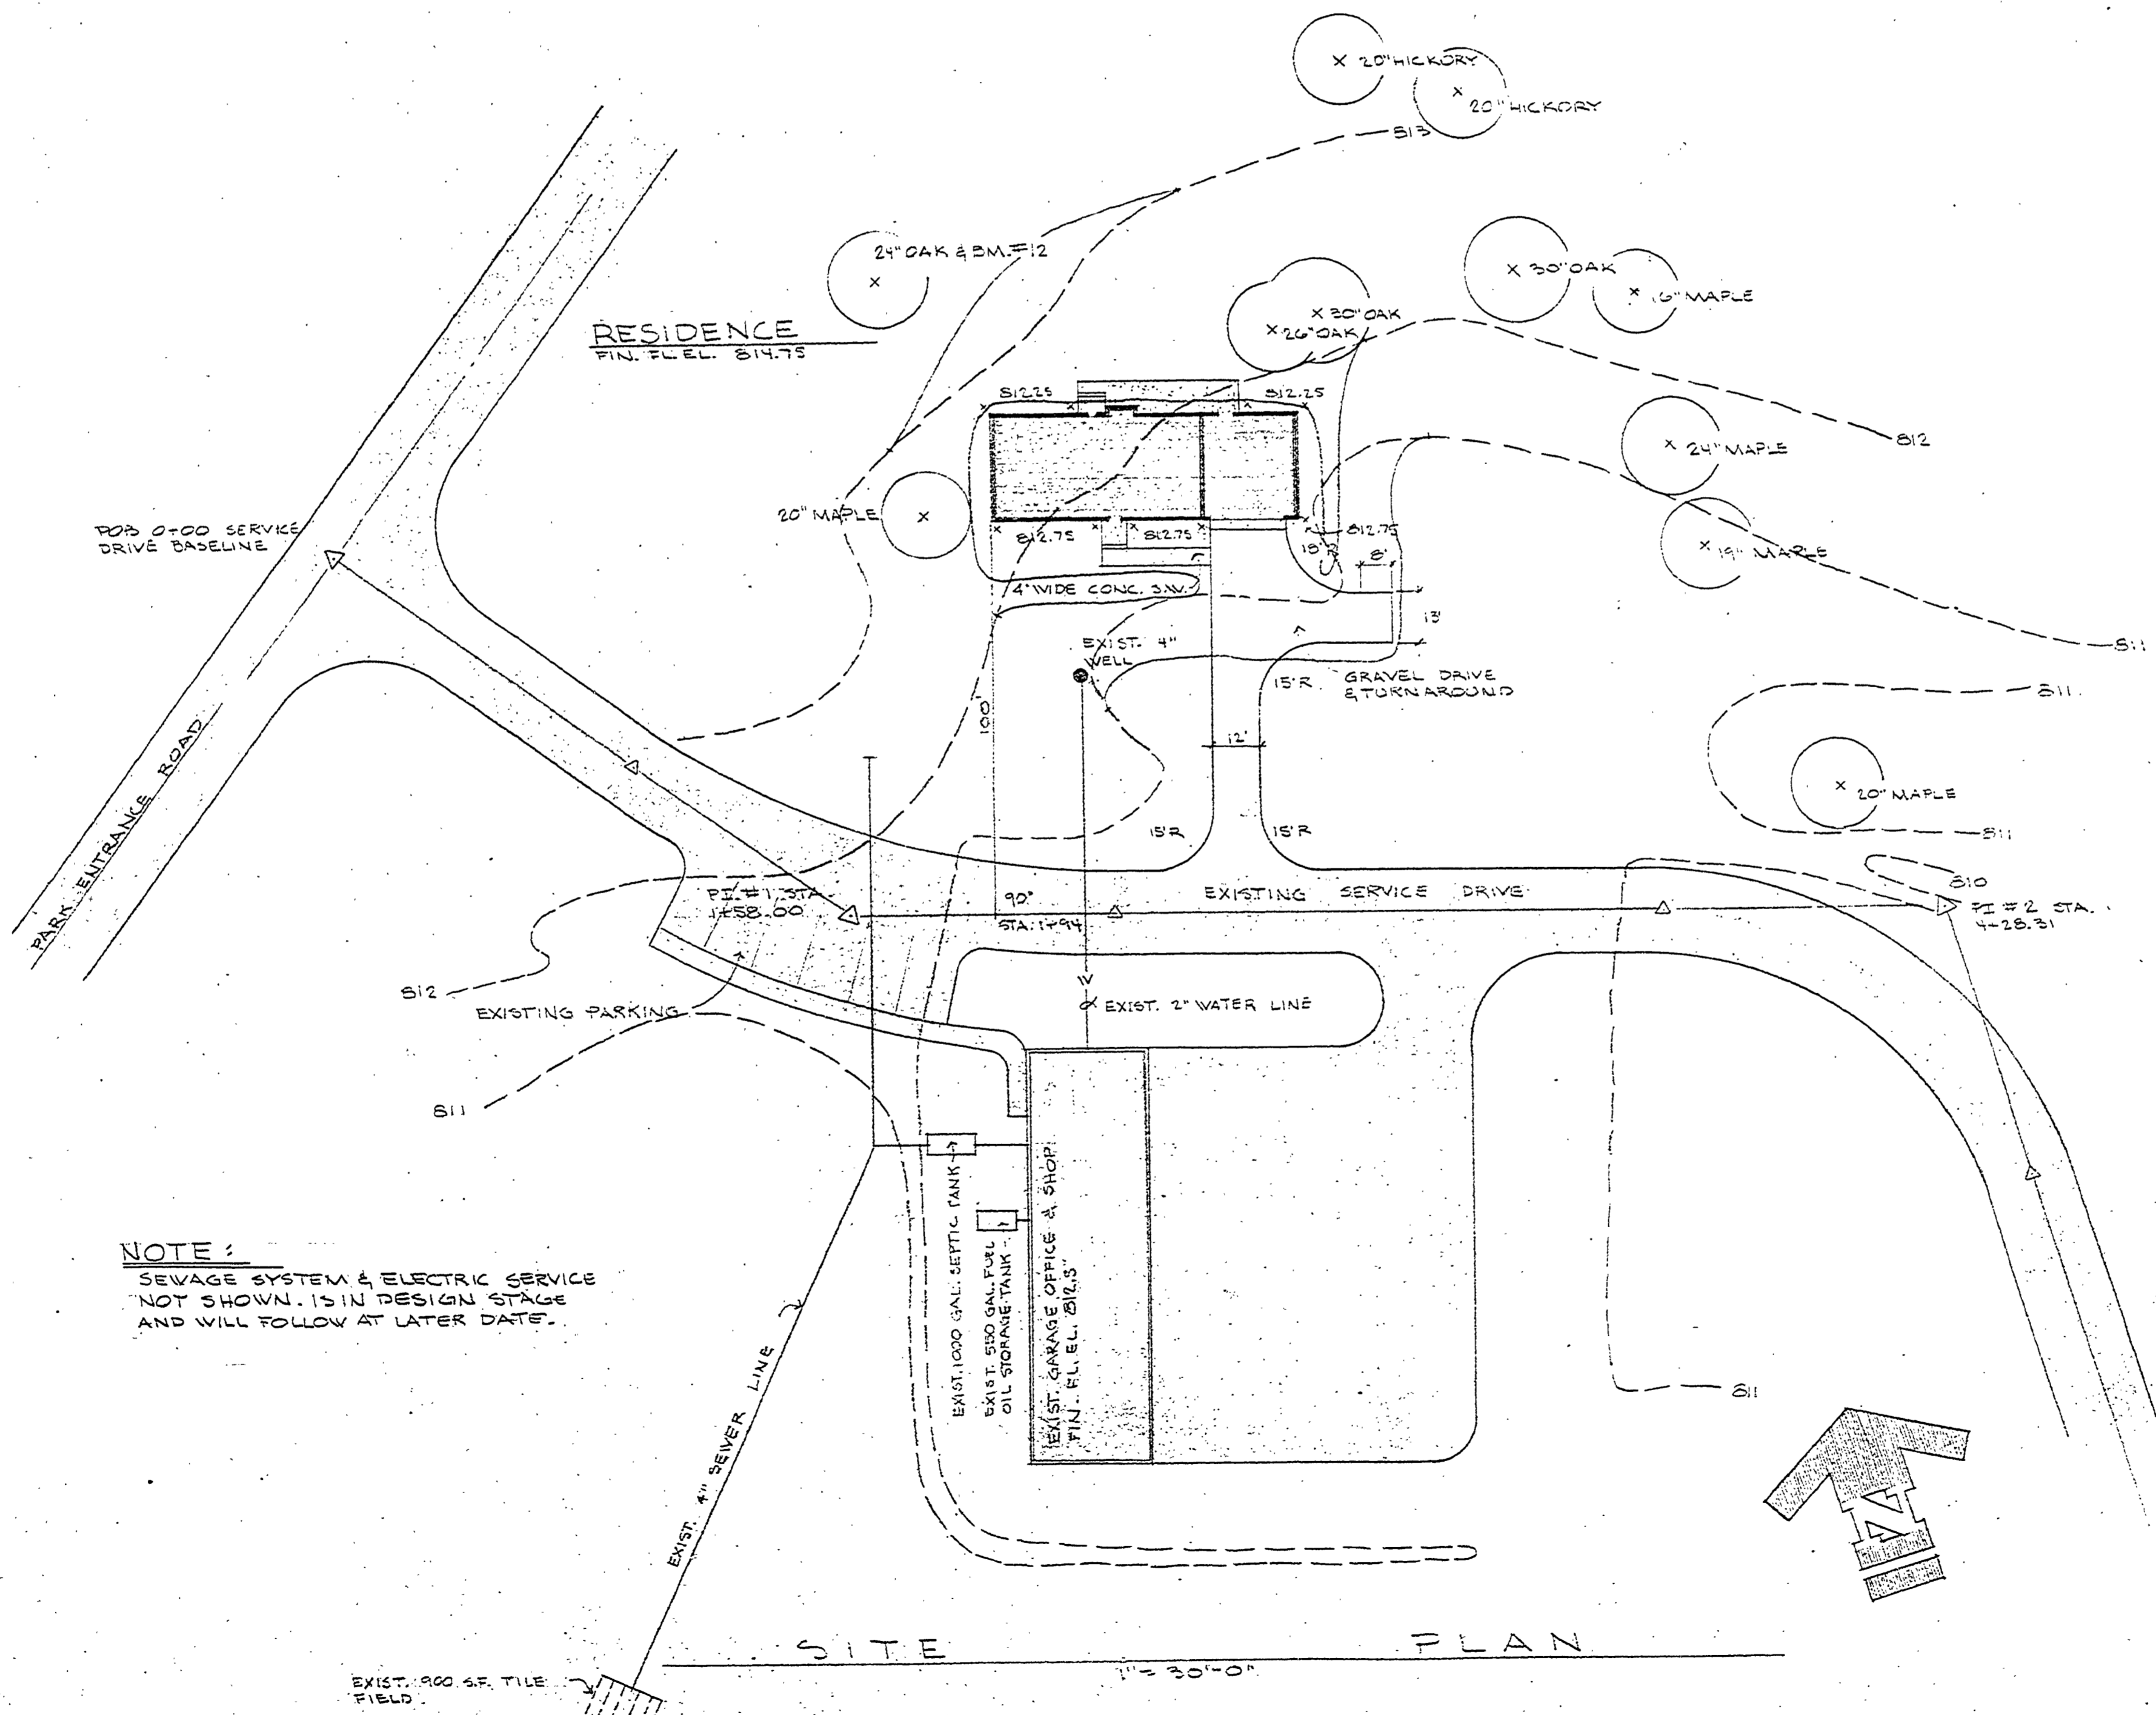 20" HICKORY
20" HICKORY
813
24" OAK & BM. #12
30" OAK
16" MAPLE
30" OAK
26" OAK
RESIDENCE
FIN. FL. EL. 814.75
812.25
812.25
812
24" MAPLE
20" MAPLE
POB 0+00 SERVICE
DRIVE BASELINE
812.75
812.75
812.75
15'R
8'
19" MAPLE
4' WIDE CONC. S.W.
13'
EXIST. 4"
WELL
811
15'R.
GRAVEL DRIVE
& TURNAROUND
811
100'
12'
PARK ENTRANCE ROAD
20" MAPLE
15'R
15'R
811
810
PI #1 STA.
1+58.00
90°
EXISTING SERVICE DRIVE
STA. 1+94
PI #2 STA.
4+28.31
812
W
EXIST. 2" WATER LINE
EXISTING PARKING
811
EXIST. 1000 GAL. SEPTIC TANK
EXIST. 550 GAL. FUEL
OIL STORAGE TANK
EXIST. GARAGE OFFICE & SHOP
FIN. FL. EL. 812.3"
NOTE:
SEWAGE SYSTEM & ELECTRIC SERVICE
NOT SHOWN. IS IN DESIGN STAGE
AND WILL FOLLOW AT LATER DATE.
EXIST. 4" SEWER LINE
811
N
SITE PLAN
1" = 30'-0"
EXIST. 900 S.F. TILE
FIELD